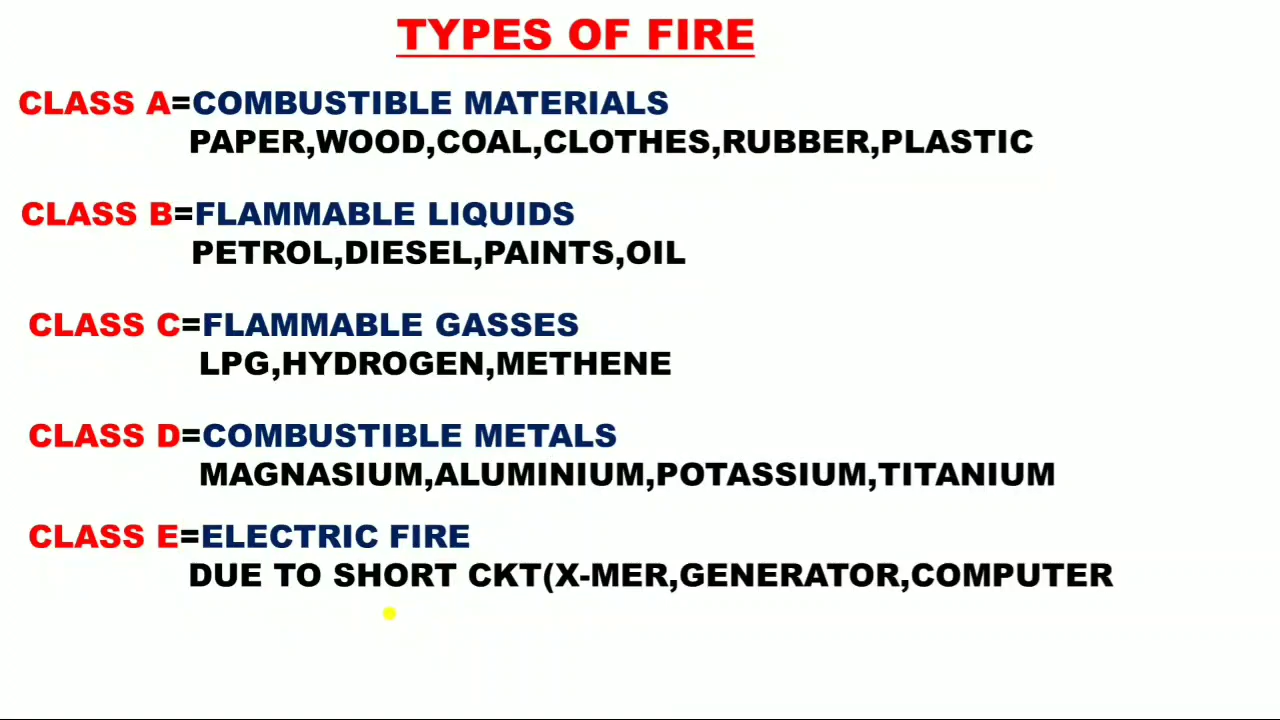 TYPES OF FIRE
CLASS A=COMBUSTIBLE MATERIALS
PAPER,WOOD,COAL,CLOTHES,RUBBER,PLASTIC
CLASS B=FLAMMABLE LIQUIDS
PETROL,DIESEL,PAINTS,OIL
CLASS C=FLAMMABLE GASSES
LPG,HYDROGEN,METHENE
CLASS D=COMBUSTIBLE METALS
MAGNASIUM,ALUMINIUM,POTASSIUM,TITANIUM
CLASS E=ELECTRIC FIRE
DUE TO SHORT CKT(X-MER,GENERATOR,COMPUTER